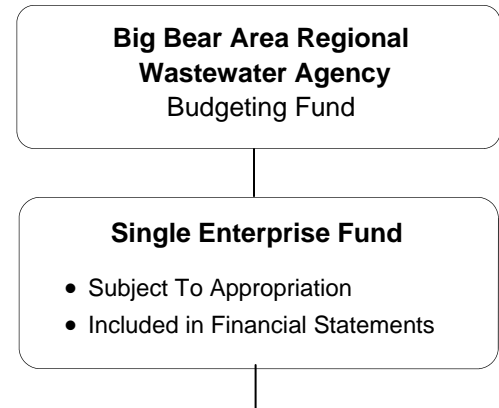 Big Bear Area Regional
Wastewater Agency
Budgeting Fund
Single Enterprise Fund
• Subject To Appropriation
• Included in Financial Statements